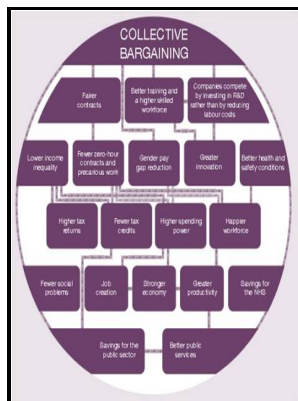 COLLECTIVE
BARGAINING
Fairer
contracts
Better training and
a higher skilled
workforce
Companies compete
by investing in R&D
rather than by reducing
labour costs
Lower income
inequality
Fewer zero-hour
contracts and
precarious work
Gender pay
gap reduction
Greater
innovation
Better health and
safety conditions
Higher tax
returns
Fewer tax
credits
Higher spending
power
Happier
workforce
Fewer social
problems
Job
creation
Stronger
economy
Greater
productivity
Savings for
the NHS
Savings for the
public sector
Better public
services